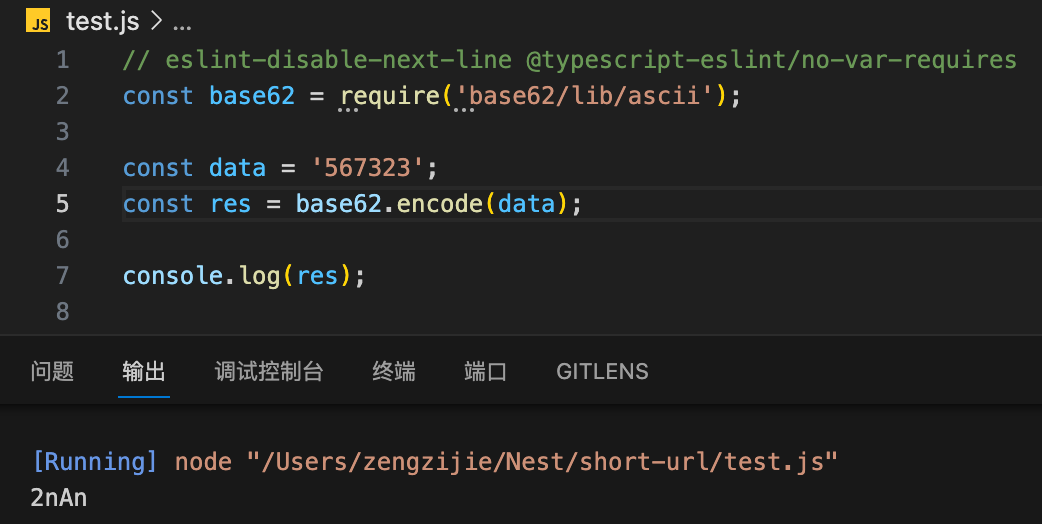 JS test.js > ...
1 // eslint-disable-next-line @typescript-eslint/no-var-requires
2 const base62 = require('base62/lib/ascii');
3
4 const data = '567323';
5 const res = base62.encode(data);
6
7 console.log(res);
8
问题 输出 调试控制台 终端 端口 GITLENS
[Running] node "/Users/zengzijie/Nest/short-url/test.js"
2nAn